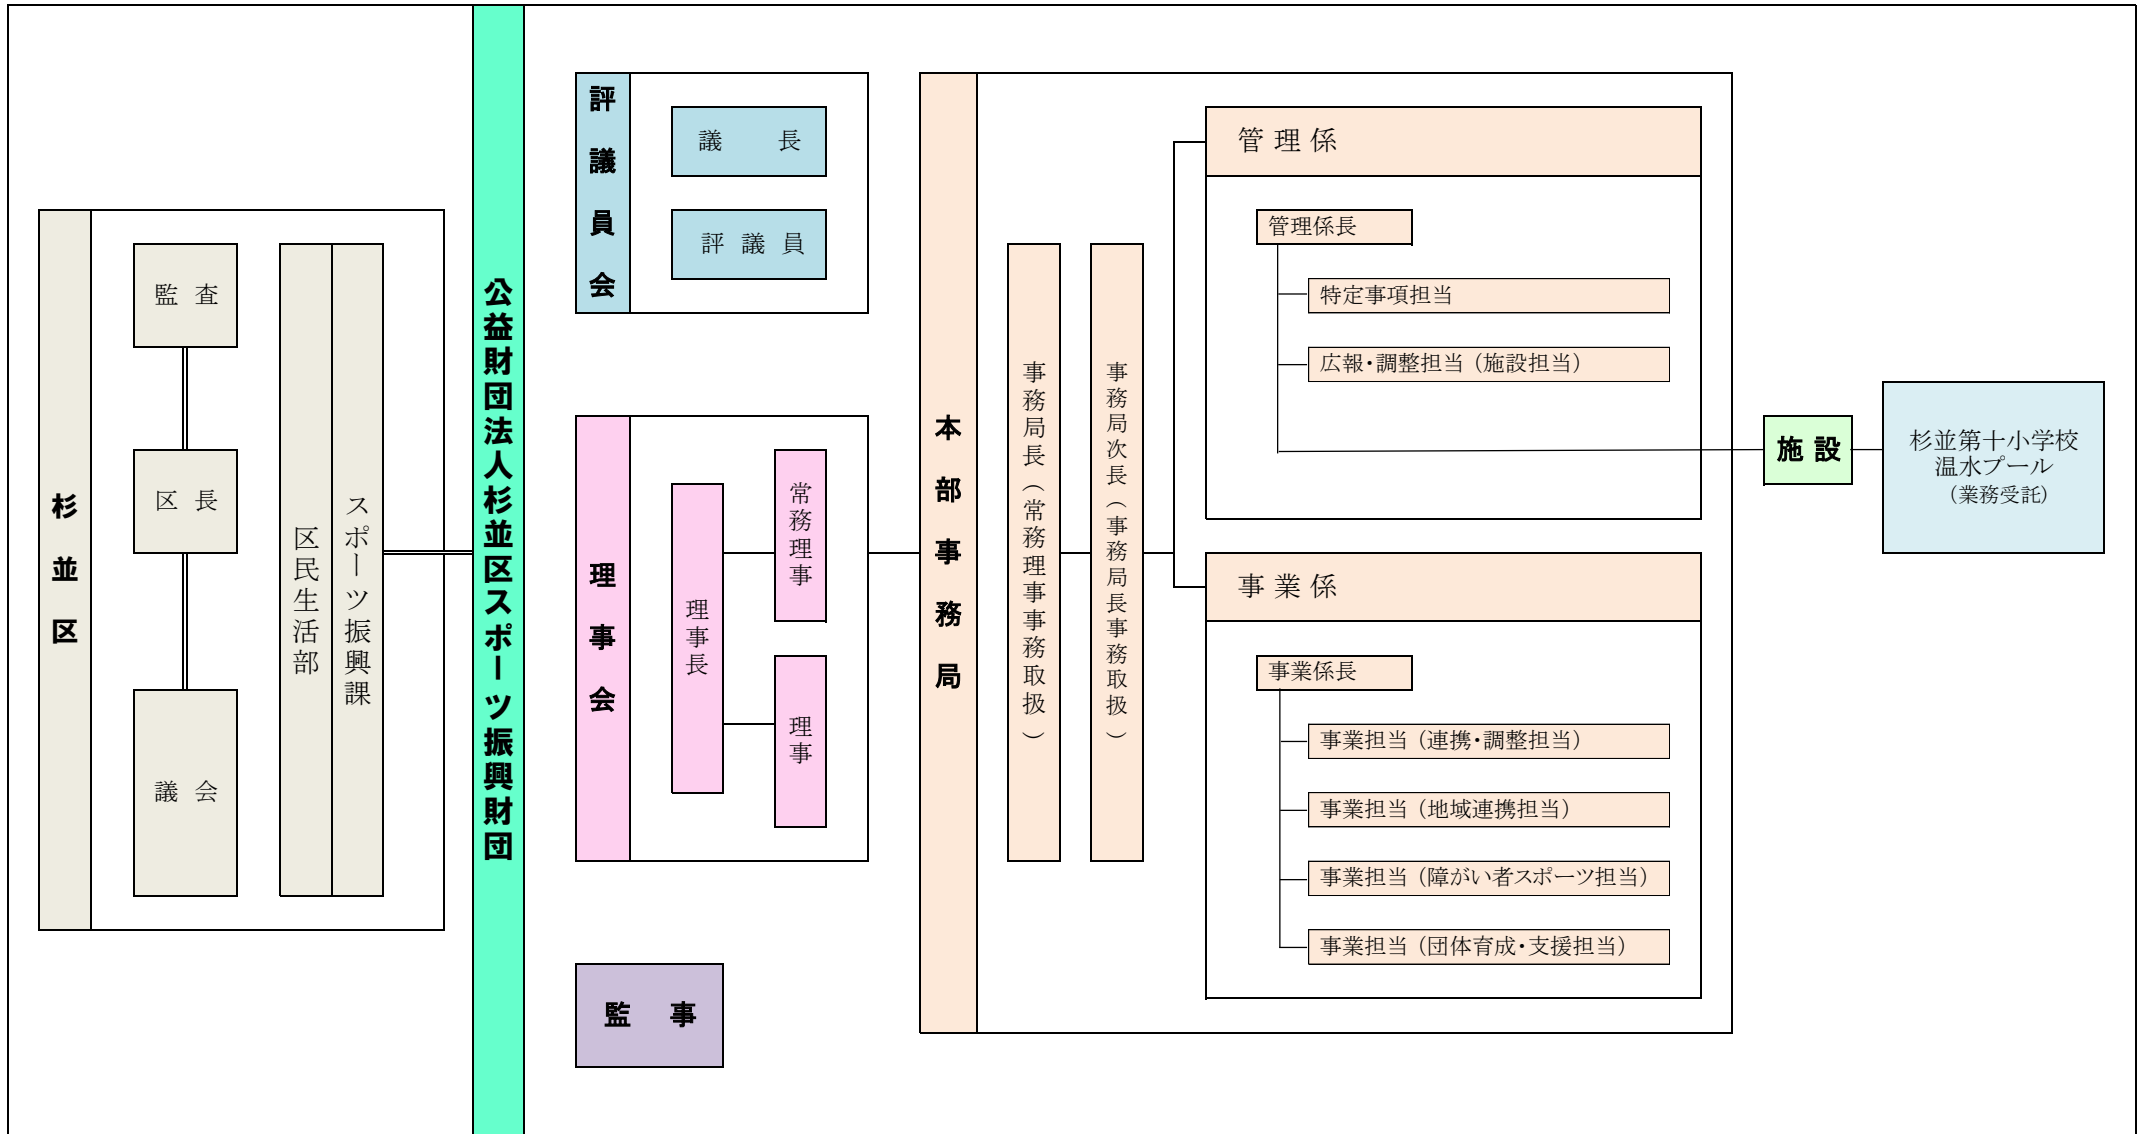 杉並区
監査
区長
議会
区民生活部
スポーツ振興課
公益財団法人杉並区スポーツ振興財団
評議員会
議長
評議員
理事会
理事長
常務理事
理事
監事
本部事務局
事務局長（常務理事事務取扱）
事務局次長（事務局長事務取扱）
管理係
管理係長
特定事項担当
広報・調整担当（施設担当）
事業係
事業係長
事業担当（連携・調整担当）
事業担当（地域連携担当）
事業担当（障がい者スポーツ担当）
事業担当（団体育成・支援担当）
施設
杉並第十小学校
温水プール
（業務受託）